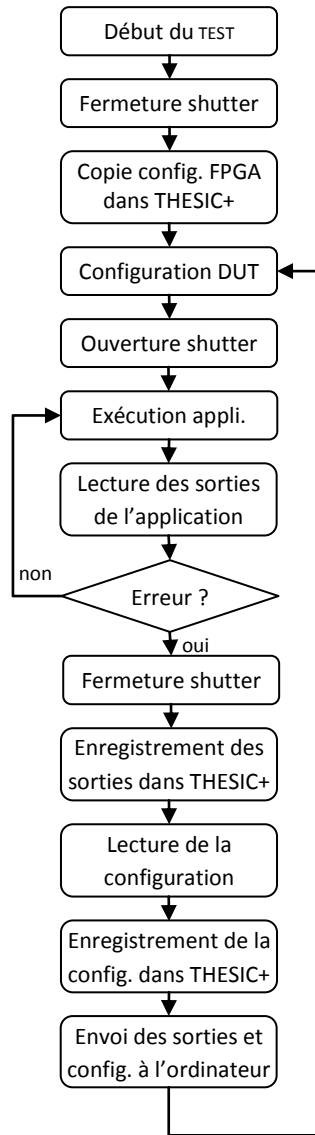 Début du TEST
Fermeture shutter
Copie config. FPGA
dans THESIC+
Configuration DUT
Ouverture shutter
Exécution appli.
Lecture des sorties
de l’application
non
Erreur ?
oui
Fermeture shutter
Enregistrement des
sorties dans THESIC+
Lecture de la
configuration
Enregistrement de la
config. dans THESIC+
Envoi des sorties et
config. à l’ordinateur